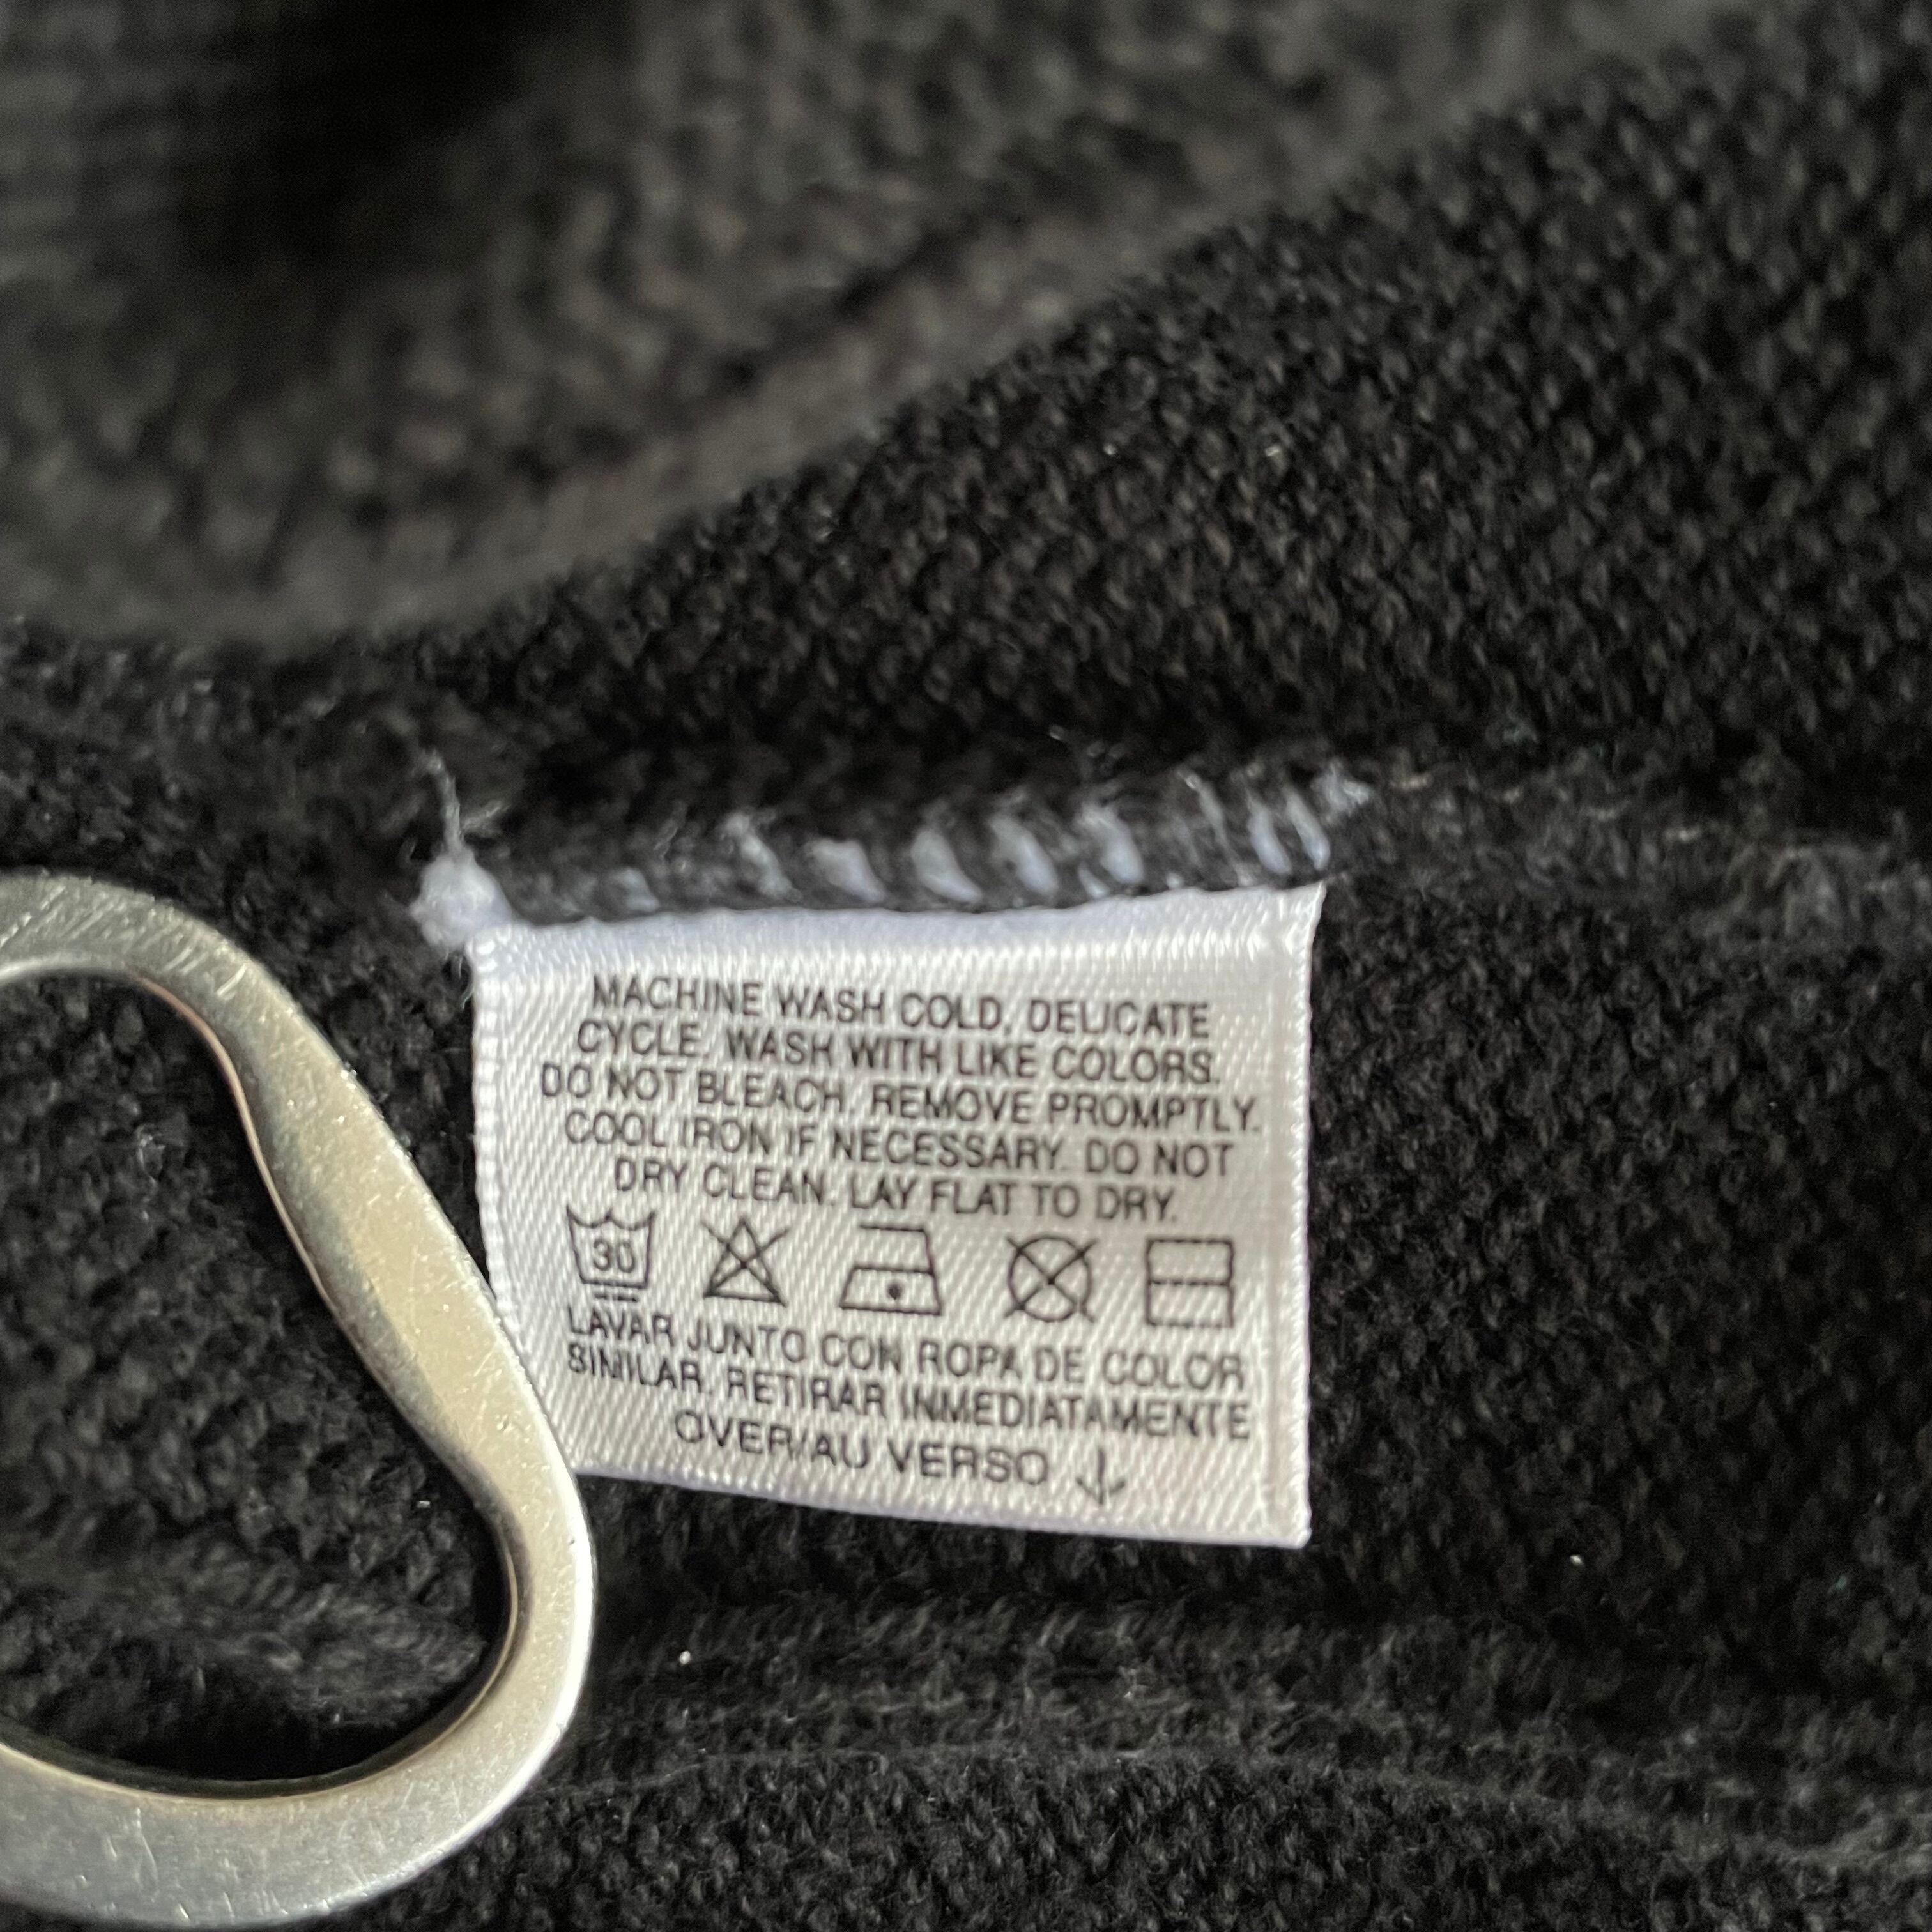 MACHINE WASH COLD, DELICATE
CYCLE. WASH WITH LIKE COLORS.
DO NOT BLEACH. REMOVE PROMPTLY.
COOL IRON IF NECESSARY. DO NOT
DRY CLEAN. LAY FLAT TO DRY.
30
LAVAR JUNTO CON ROPA DE COLOR
SIMILAR. RETIRAR INMEDIATAMENTE
OVER/AU VERSO ↓